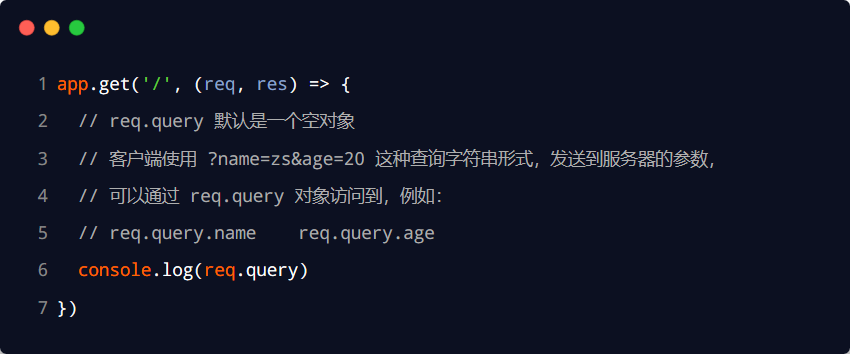 1 app.get('/', (req, res) => {
2 // req.query 默认是一个空对象
3 // 客户端使用 ?name=zs&age=20 这种查询字符串形式，发送到服务器的参数，
4 // 可以通过 req.query 对象访问到，例如：
5 // req.query.name    req.query.age
6 console.log(req.query)
7 })